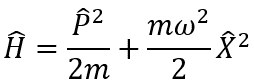 Ĥ = P̂²/2m + mω²/2 X̂²